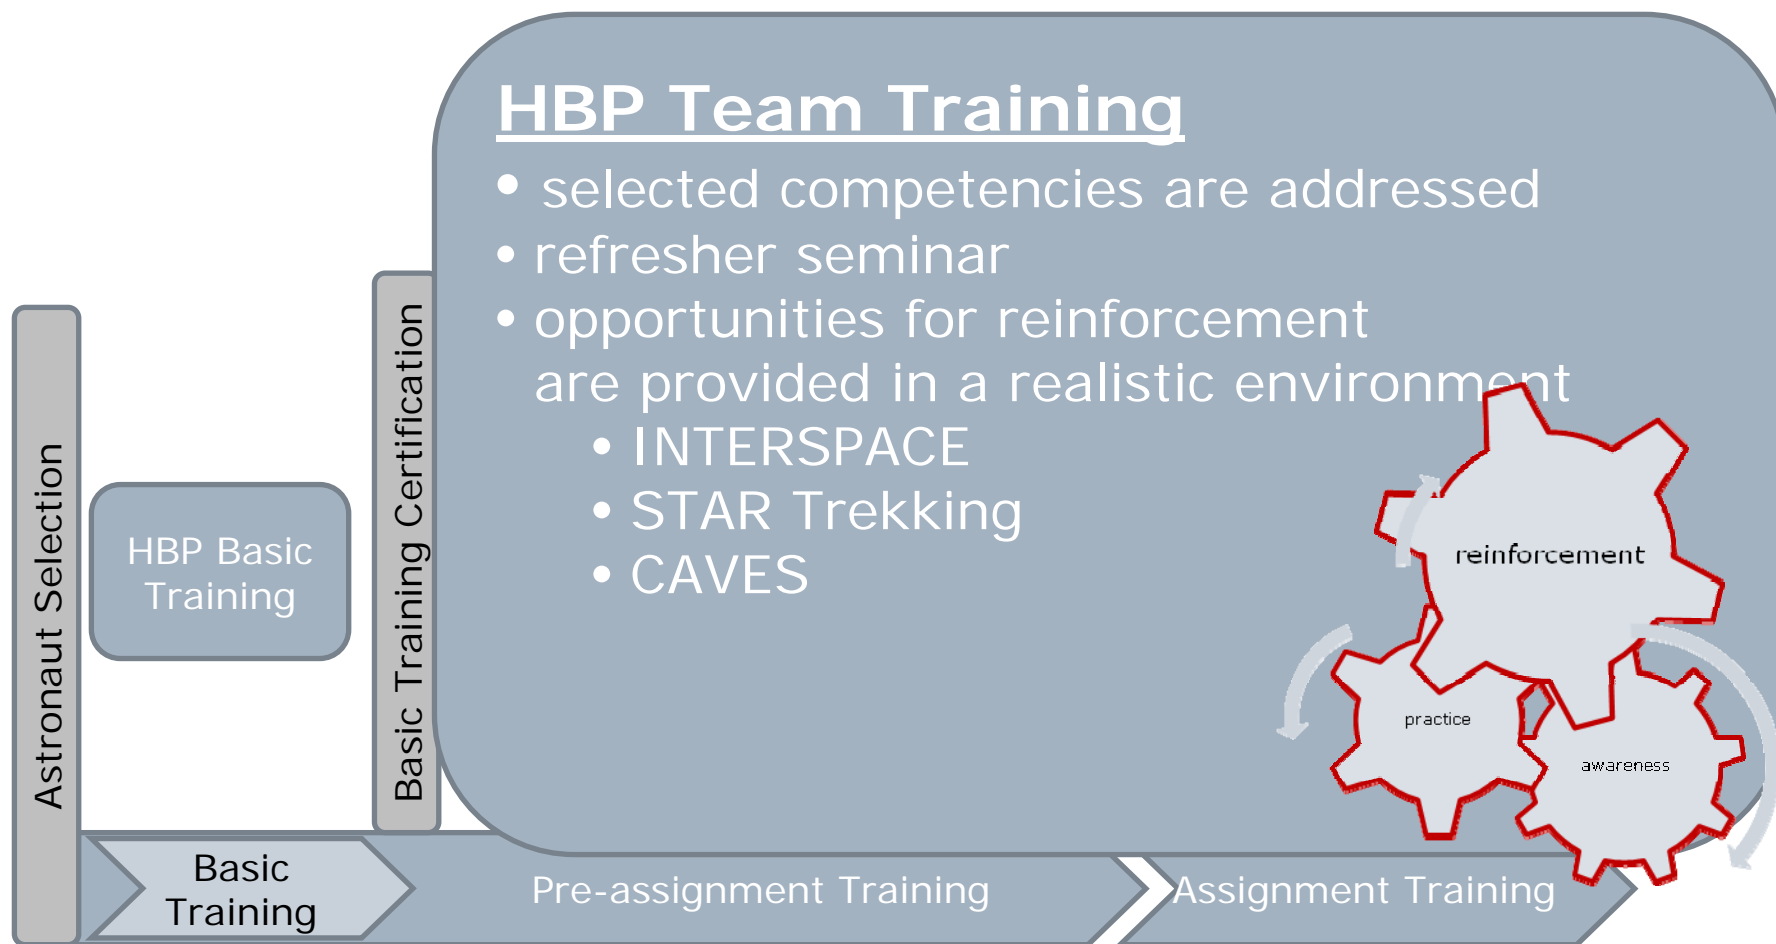 HBP Team Training
• selected competencies are addressed
• refresher seminar
• opportunities for reinforcement
are provided in a realistic environment
• INTERSPACE
• STAR Trekking
• CAVES
Astronaut Selection
HBP Basic
Training
Basic Training Certification
reinforcement
practice
awareness
Basic
Training
Pre-assignment Training
Assignment Training